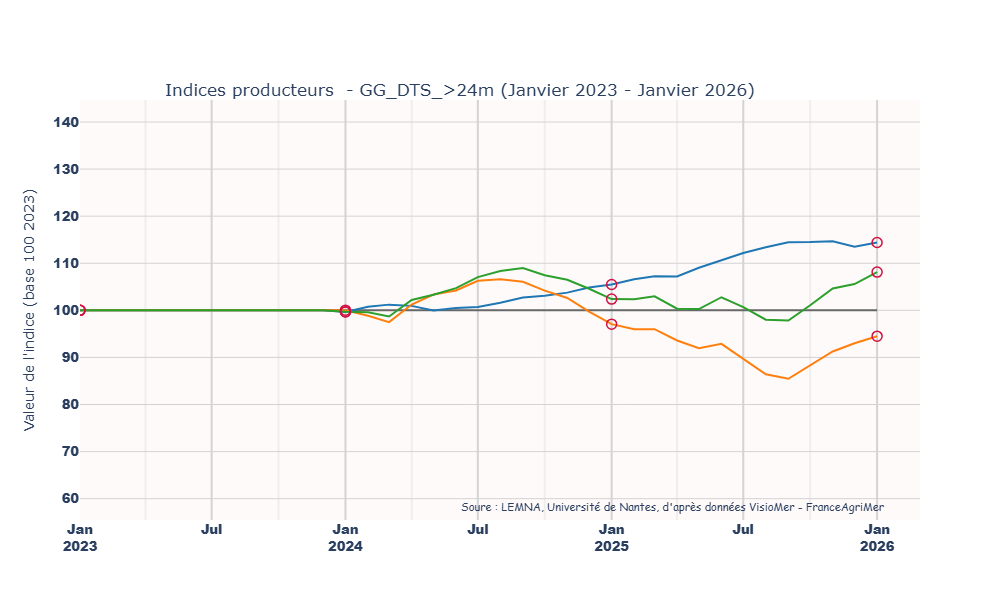 Indices producteurs - GG_DTS_>24m (Janvier 2023 - Janvier 2026)
Valeur de l'indice (base 100 2023)
140
130
120
110
100
90
80
70
60
Soure : LEMNA, Université de Nantes, d'après données VisioMer - FranceAgriMer
Jan Jul Jan Jul Jan Jul Jan
2023 2024 2025 2026